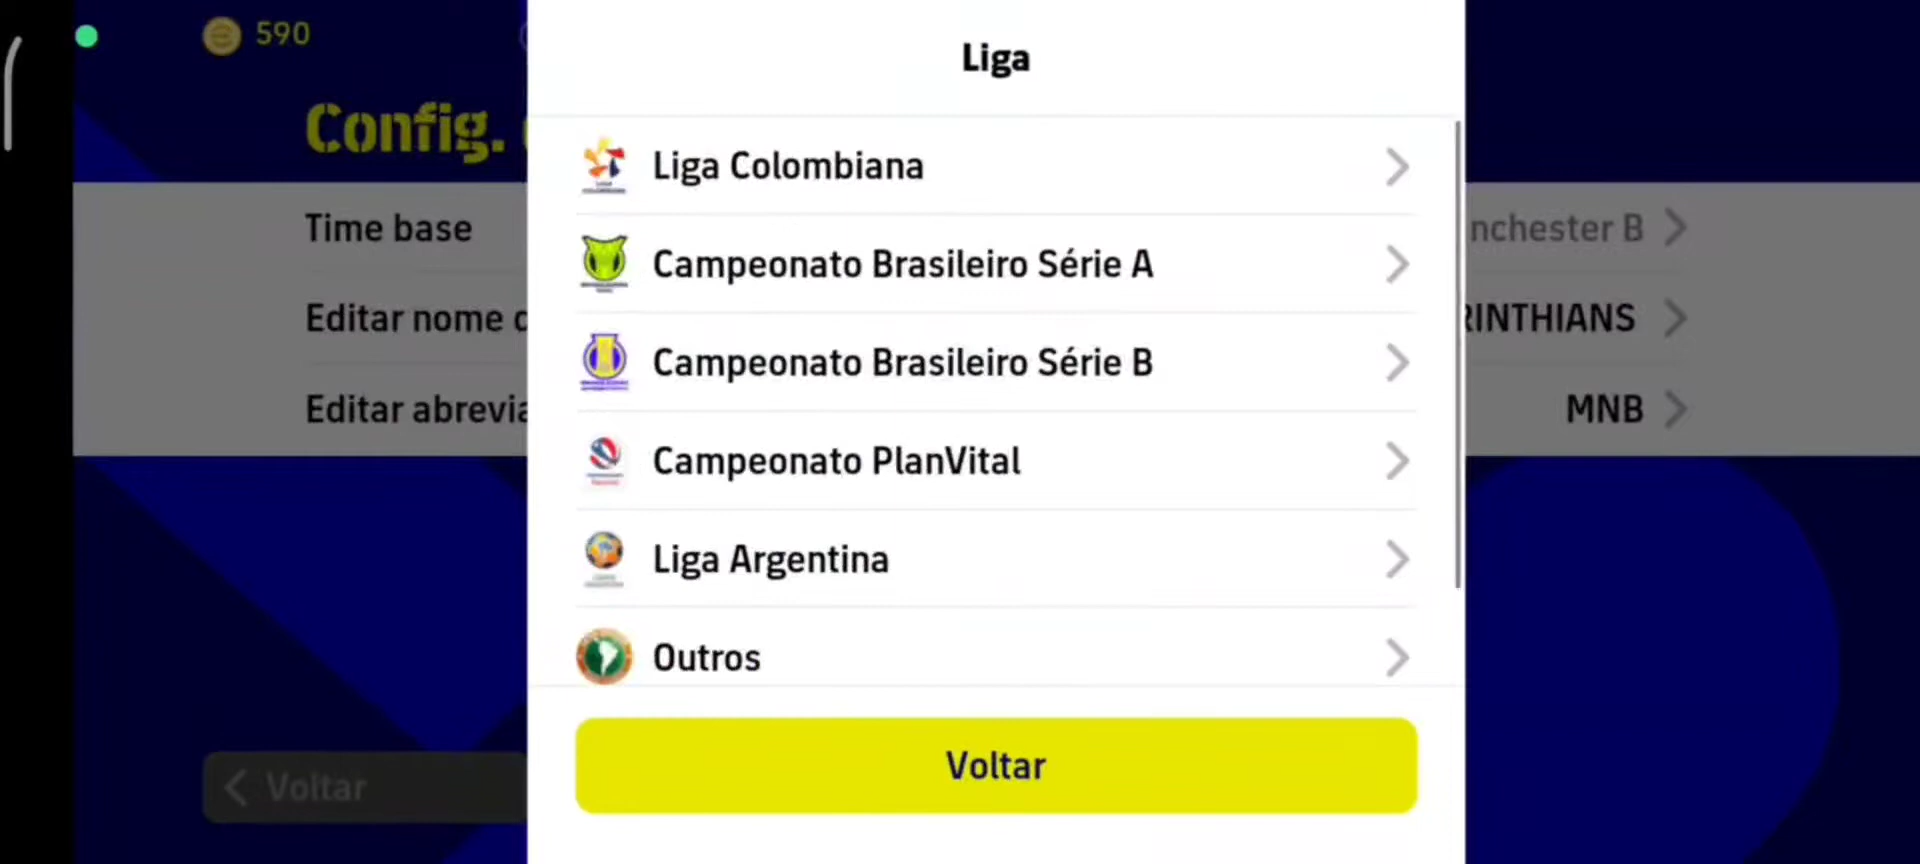 590
Config.
Liga
Liga Colombiana
Campeonato Brasileiro Série A
Campeonato Brasileiro Série B
Campeonato PlanVital
Liga Argentina
Outros
Voltar
Time base
nchester B
Editar nome
RINTHIANS
Editar abrevia
MNB
Voltar